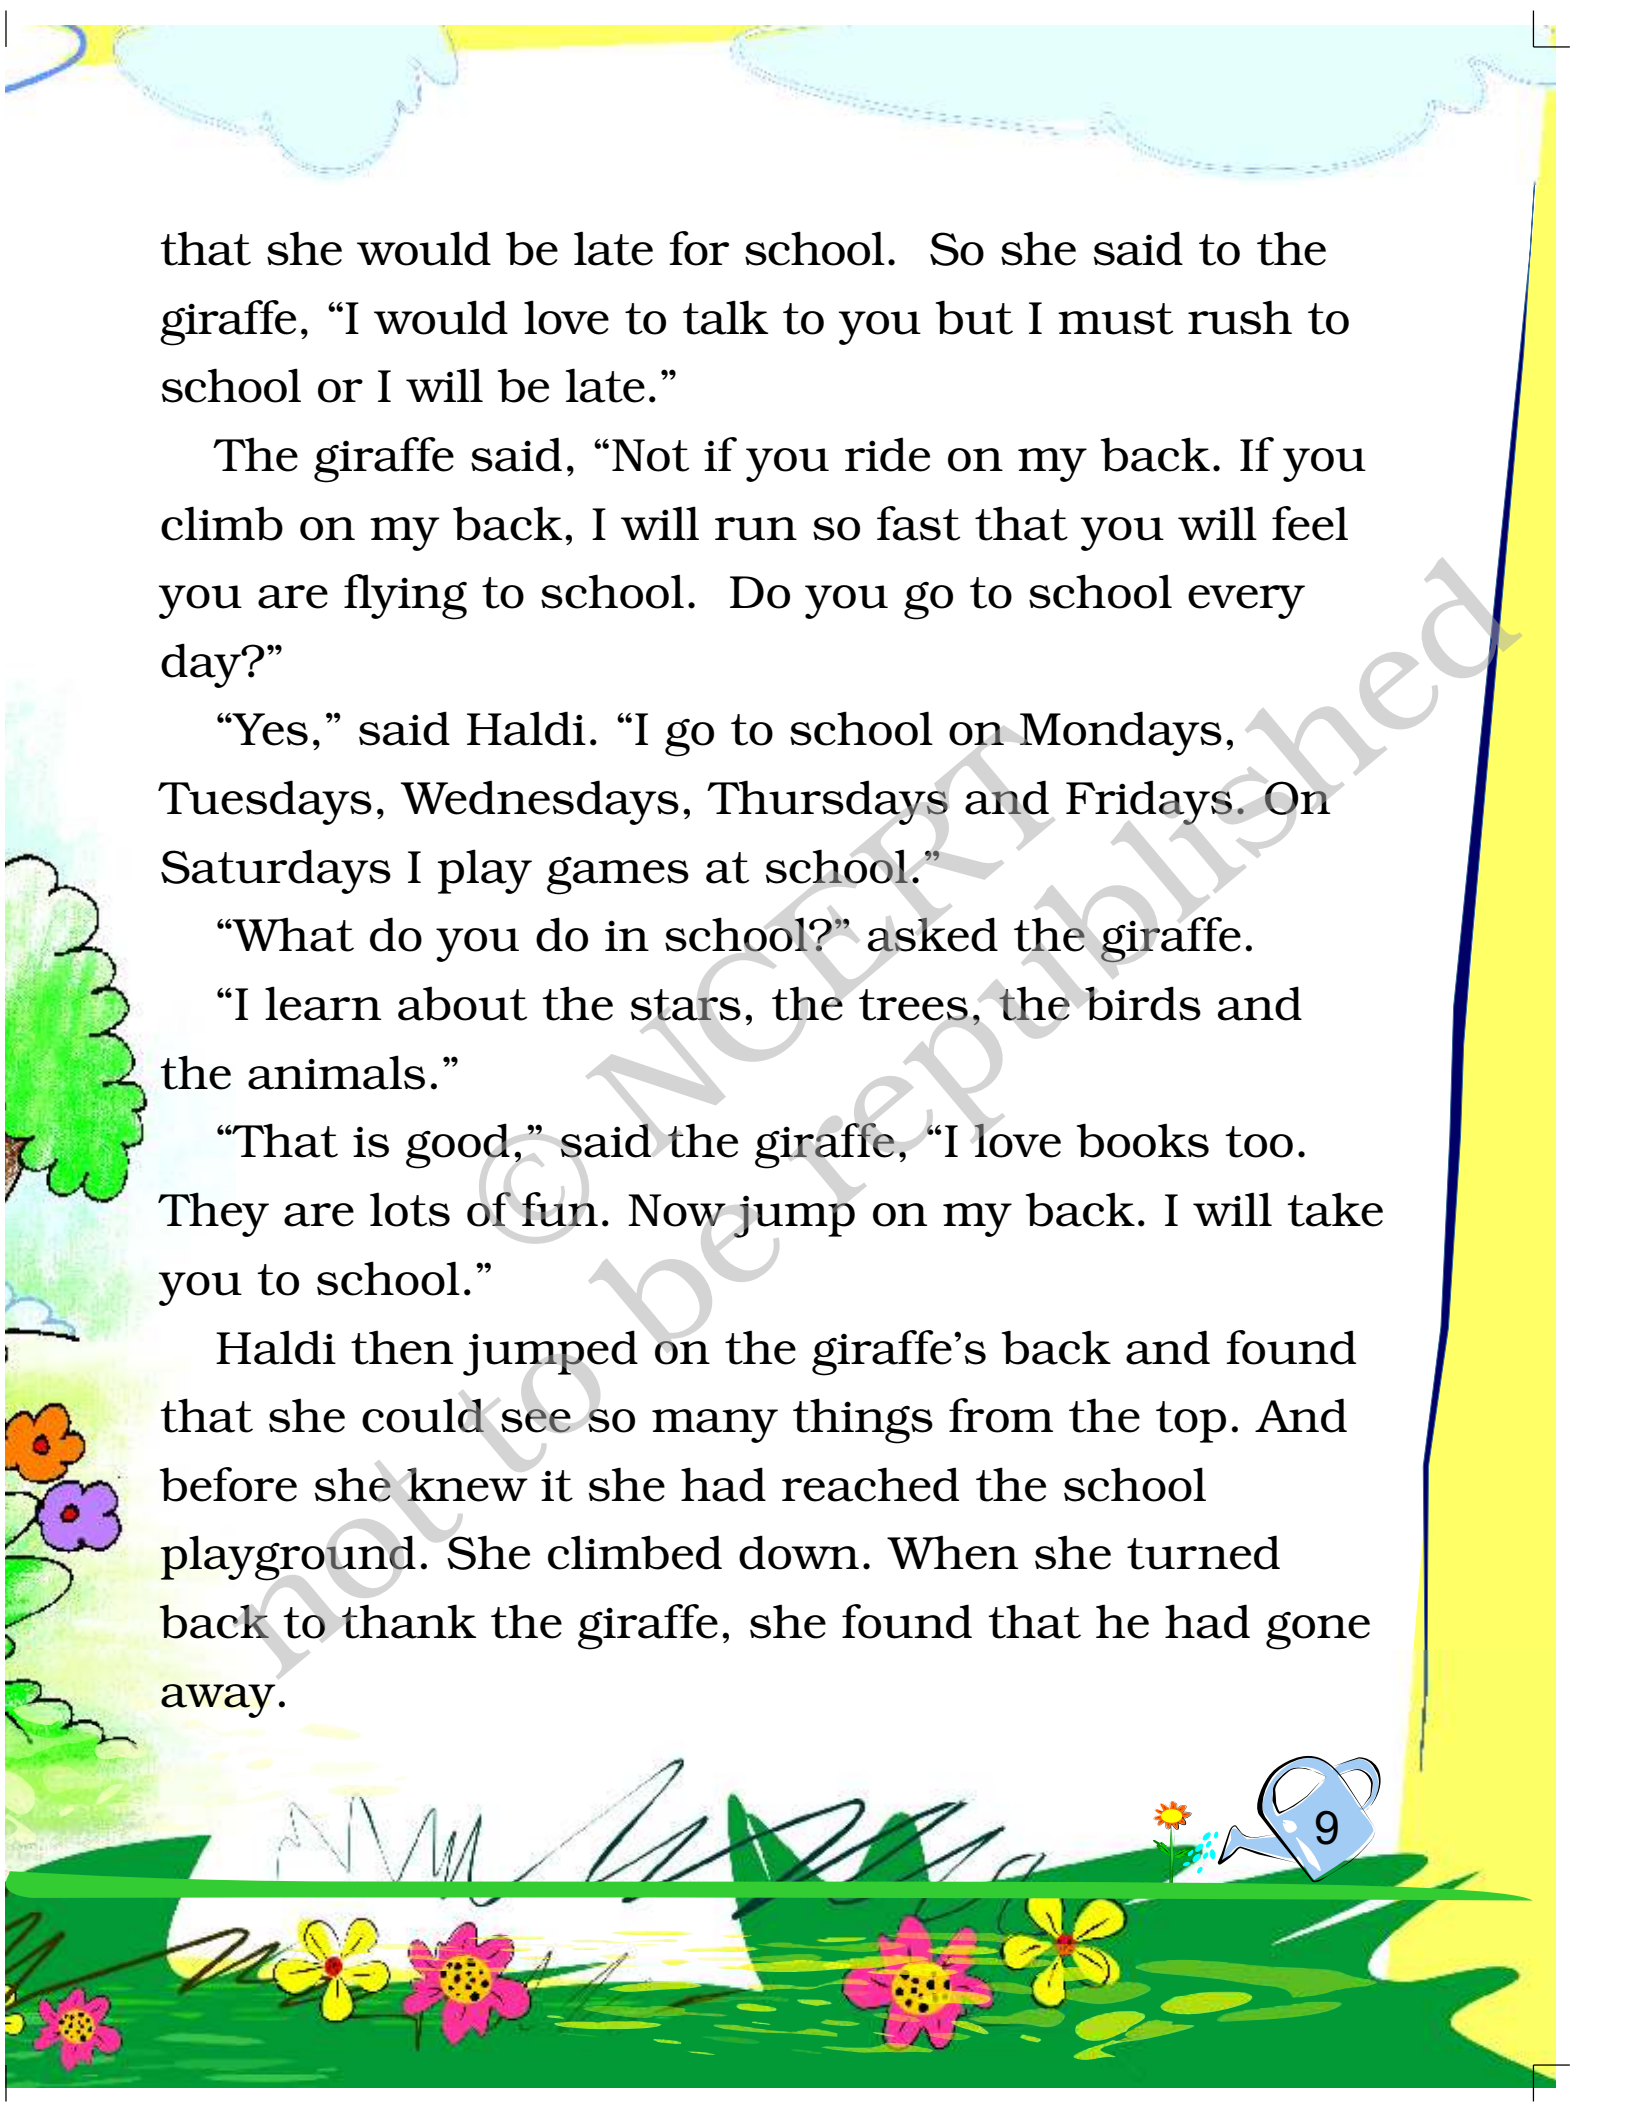 that she would be late for school.  So she said to the
giraffe, “I would love to talk to you but I must rush to
school or I will be late.”
The giraffe said, “Not if you ride on my back. If you
climb on my back, I will run so fast that you will feel
you are flying to school.  Do you go to school every
day?”
“Yes,” said Haldi. “I go to school on Mondays,
Tuesdays, Wednesdays, Thursdays and Fridays. On
Saturdays I play games at school.”
“What do you do in school?” asked the giraffe.
“I learn about the stars, the trees, the birds and
the animals.”
“That is good,” said the giraffe, “I love books too.
They are lots of fun. Now jump on my back. I will take
you to school.”
Haldi then jumped on the giraffe’s back and found
that she could see so many things from the top. And
before she knew it she had reached the school
playground. She climbed down. When she turned
back to thank the giraffe, she found that he had gone
away.
© NCERT
not to be republished
9